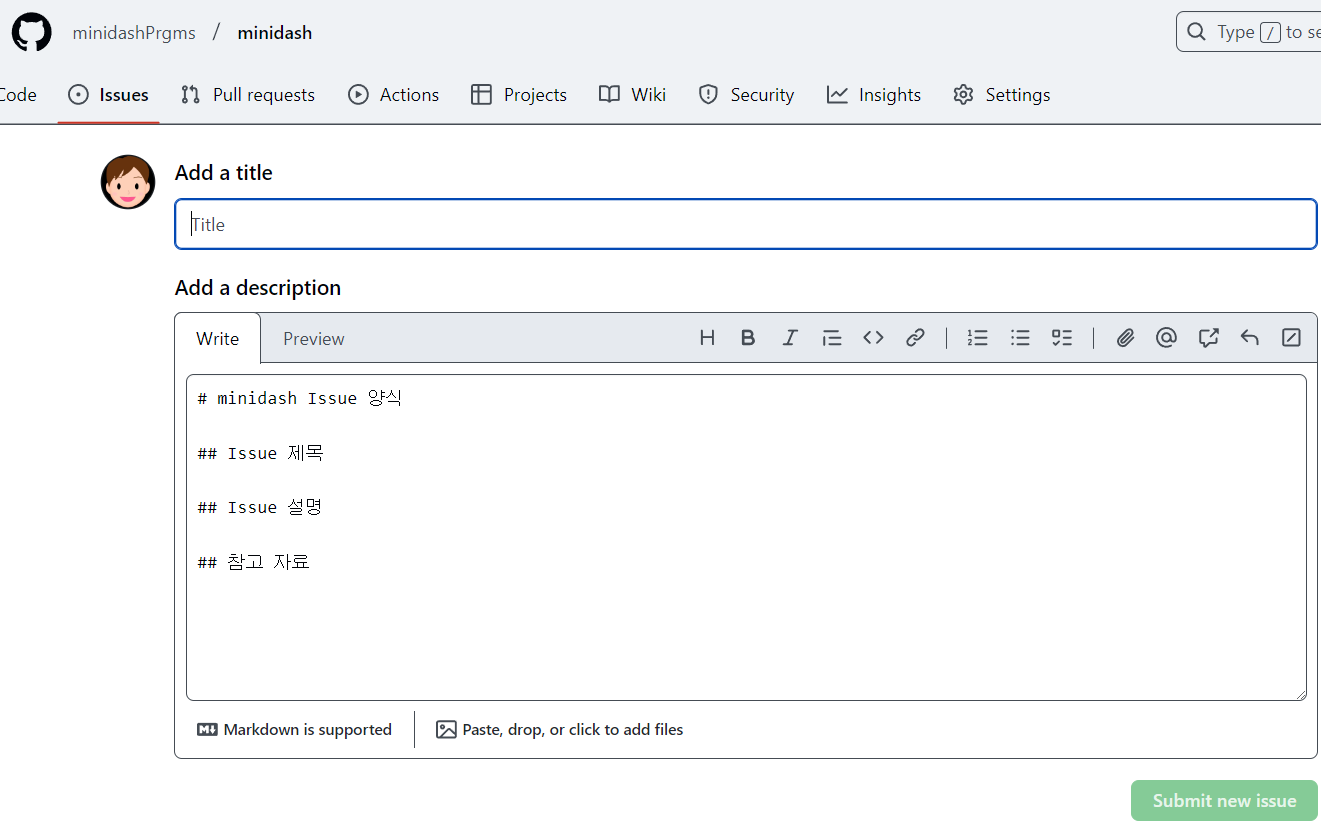 minidashPrgms / minidash
Type / to se
Code Issues Pull requests Actions Projects Wiki Security Insights Settings
Add a title
Title
Add a description
Write Preview
# minidash Issue 양식
## Issue 제목
## Issue 설명
## 참고 자료
Markdown is supported
Paste, drop, or click to add files
Submit new issue